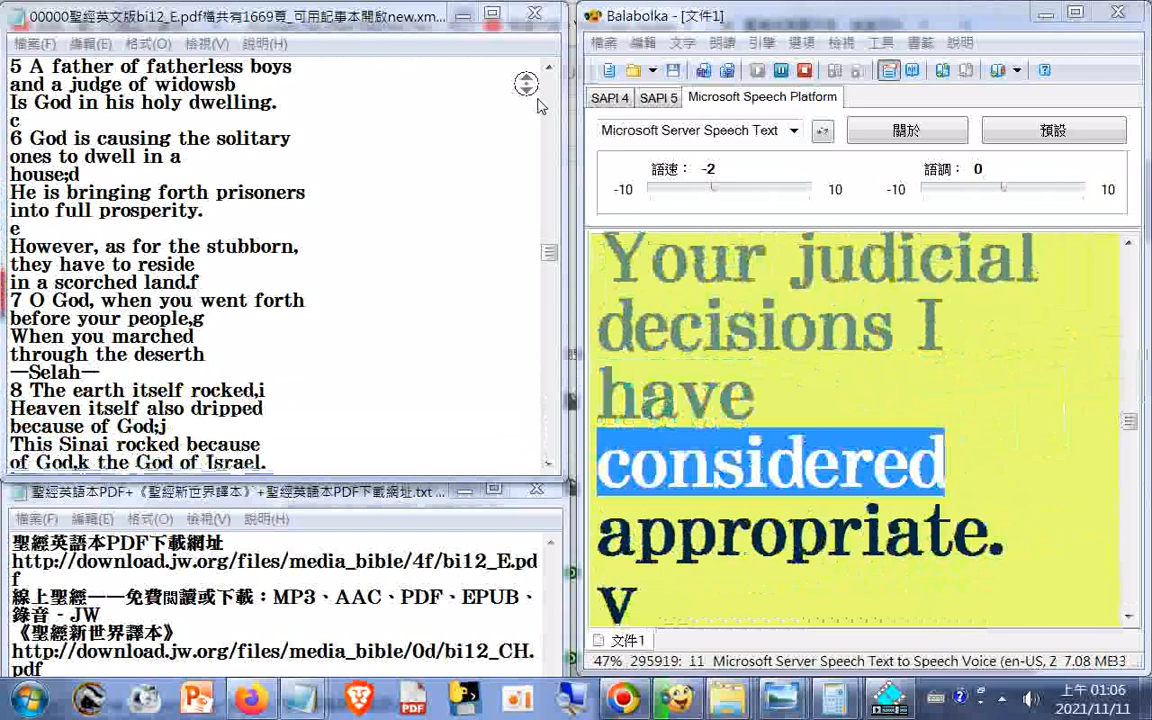 00000聖經英文版bi12_E.pdf檔共有1669頁_可用記事本開啟new.xm...
檔案(F) 編輯(E) 格式(O) 檢視(V) 說明(H)
5 A father of fatherless boys
and a judge of widowsb
Is God in his holy dwelling.
c
6 God is causing the solitary
ones to dwell in a
house;d
He is bringing forth prisoners
into full prosperity.
e
However, as for the stubborn,
they have to reside
in a scorched land.f
7 O God, when you went forth
before your people,g
When you marched
through the deserth
—Selah—
8 The earth itself rocked,i
Heaven itself also dripped
because of God;j
This Sinai rocked because
of God,k the God of Israel.
聖經英語本PDF+《聖經新世界譯本》+聖經英語本PDF下載網址.txt ...
檔案(F) 編輯(E) 格式(O) 檢視(V) 說明(H)
聖經英語本PDF下載網址
http://download.jw.org/files/media_bible/4f/bi12_E.pd
f
線上聖經——免費閱讀或下載：MP3、AAC、PDF、EPUB、
錄音 - JW
《聖經新世界譯本》
http://download.jw.org/files/media_bible/0d/bi12_CH.
pdf
Balabolka - [文件1]
檔案 編輯 文字 朗讀 引擎 選項 檢視 工具 書籤 說明
SAPI 4 SAPI 5 Microsoft Speech Platform
Microsoft Server Speech Text 關於 預設
語速： -2 語調： 0
-10 10 -10 10
Your judicial
decisions I
have
considered
appropriate.
v
文件1
47% 295919: 11 Microsoft Server Speech Text to Speech Voice (en-US, Z 7.08 MB
上午 01:06
2021/11/11